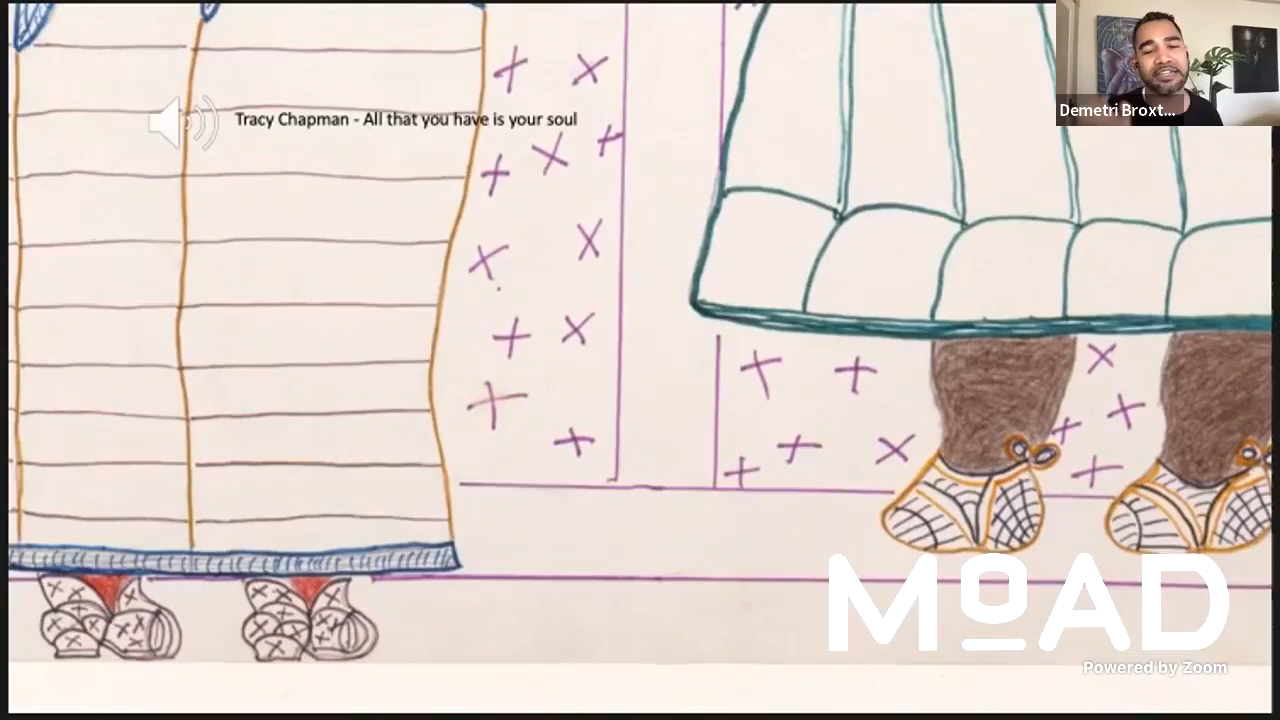 Tracy Chapman - All that you have is your soul
Demetri Broxt...
MoAD
Powered by Zoom